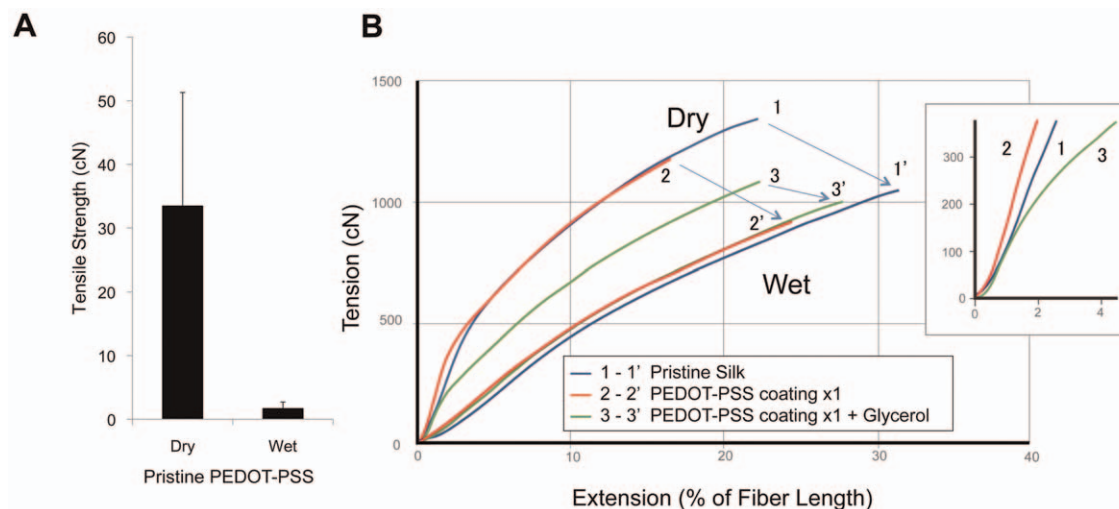 A
60
50
40
30
20
10
0
Tensile Strength (cN)
Dry
Wet
Pristine PEDOT-PSS
B
1500
1000
500
0
Tension (cN)
0
10
20
30
40
Extension (% of Fiber Length)
Dry
Wet
1
2
3
1'
2'
3'
1 - 1' Pristine Silk
2 - 2' PEDOT-PSS coating x1
3 - 3' PEDOT-PSS coating x1 + Glycerol
300
200
100
0
0
2
4
2
1
3